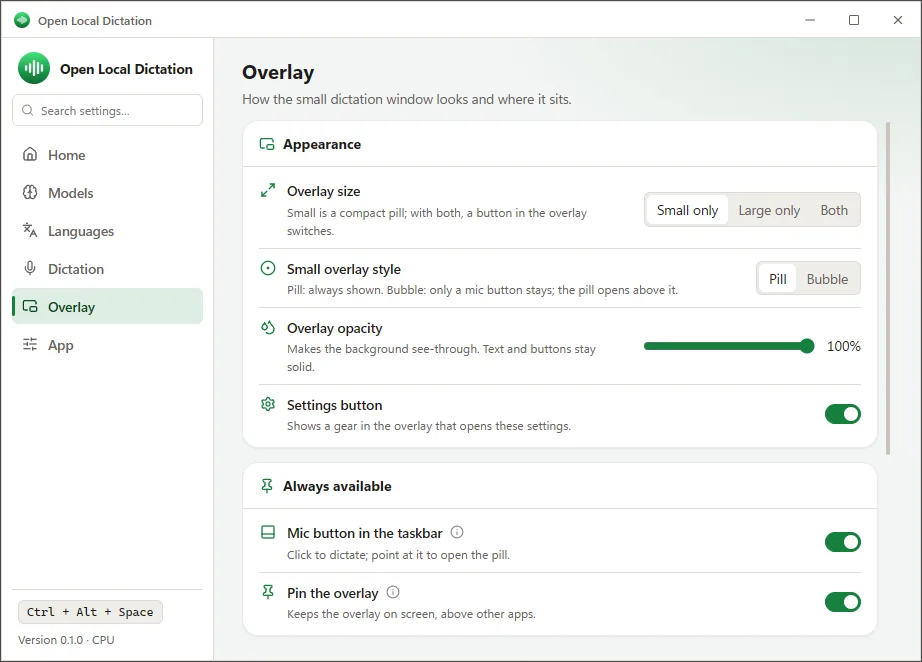 Open Local Dictation
Open Local Dictation
Search settings...
Home
Models
Languages
Dictation
Overlay
App
Ctrl + Alt + Space
Version 0.1.0 · CPU
Overlay
How the small dictation window looks and where it sits.
Appearance
Overlay size
Small is a compact pill; with both, a button in the overlay
switches.
Small only Large only Both
Small overlay style
Pill: always shown. Bubble: only a mic button stays; the pill opens above it.
Pill Bubble
Overlay opacity
Makes the background see-through. Text and buttons stay
solid.
100%
Settings button
Shows a gear in the overlay that opens these settings.
Always available
Mic button in the taskbar
Click to dictate; point at it to open the pill.
Pin the overlay
Keeps the overlay on screen, above other apps.